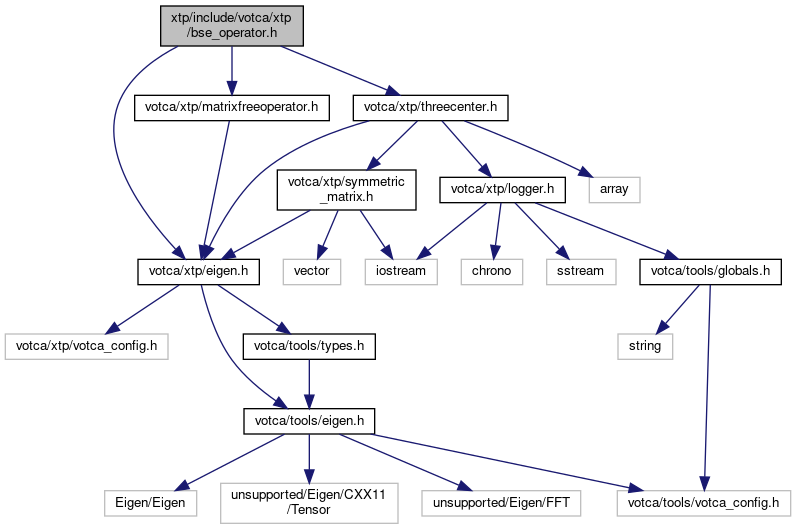 xtp/include/votca/xtp
/bse_operator.h
votca/xtp/matrixfreeoperator.h
votca/xtp/threecenter.h
votca/xtp/symmetric
_matrix.h
votca/xtp/logger.h
array
votca/xtp/eigen.h
vector
iostream
chrono
sstream
votca/tools/globals.h
votca/xtp/votca_config.h
votca/tools/types.h
string
votca/tools/eigen.h
Eigen/Eigen
unsupported/Eigen/CXX11
/Tensor
unsupported/Eigen/FFT
votca/tools/votca_config.h